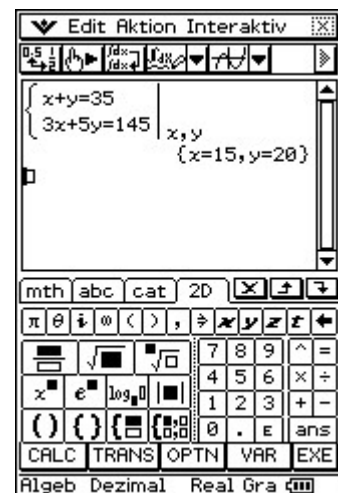 Edit Aktion Interaktiv
x+y=35
3x+5y=145 | x,y
{x=15,y=20}
mth abc cat 2D
π θ i ∞ ( ) , ⇒ x y z t ←
7 8 9 ^ =
4 5 6 × ÷
1 2 3 + −
0 . E ans
x■ e■ log■□ |■|
( ) { }
CALC TRANS OPTN VAR EXE
Algeb Dezimal Real Gra